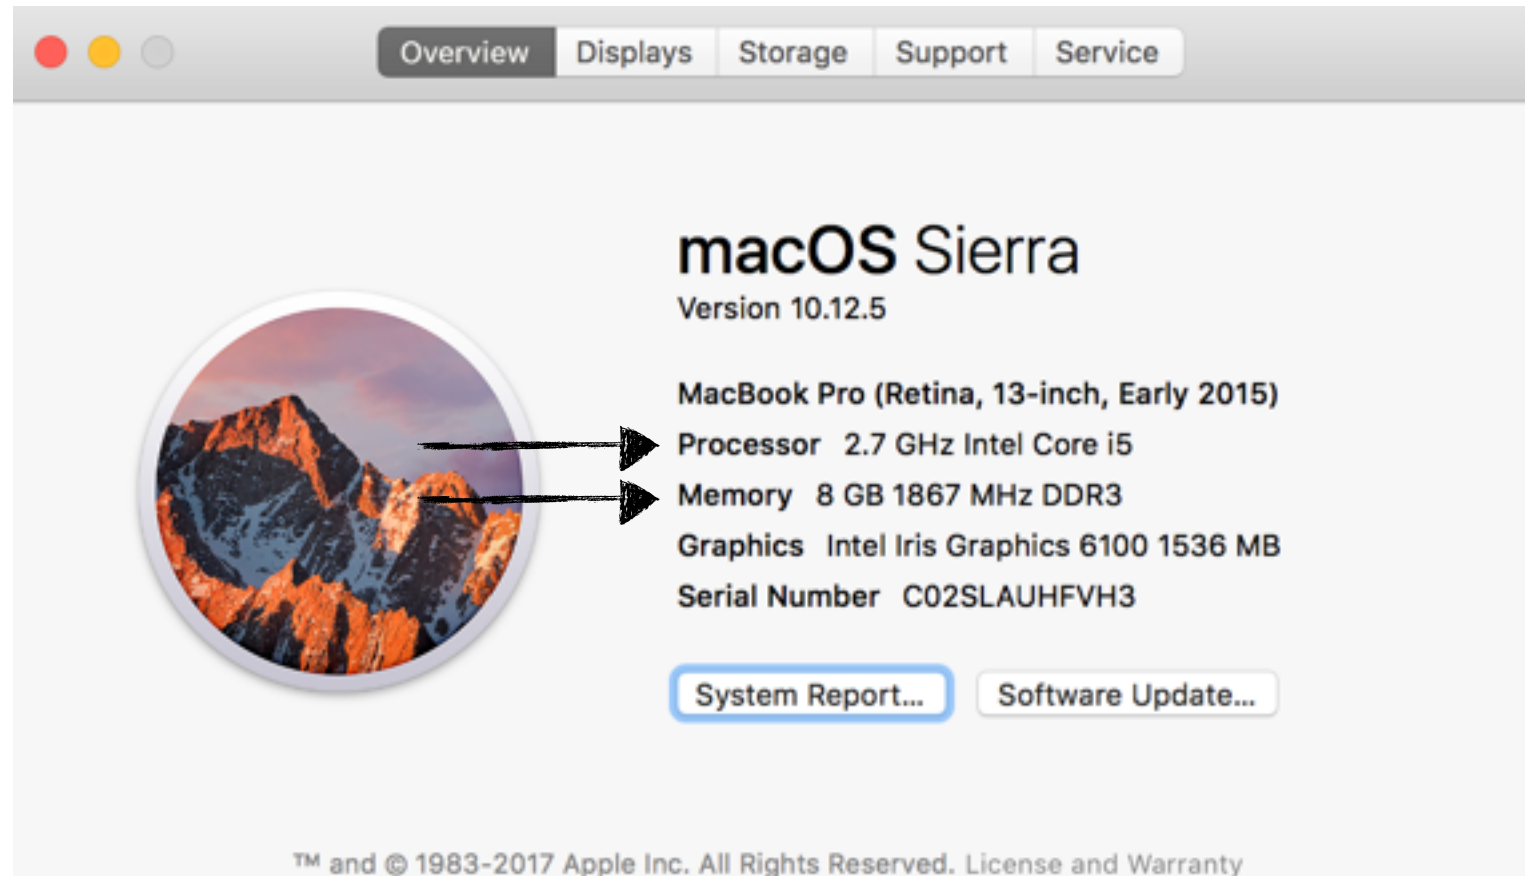 Overview Displays Storage Support Service
macOS Sierra
Version 10.12.5
MacBook Pro (Retina, 13-inch, Early 2015)
Processor 2.7 GHz Intel Core i5
Memory 8 GB 1867 MHz DDR3
Graphics Intel Iris Graphics 6100 1536 MB
Serial Number C02SLAUHFVH3
System Report... Software Update...
™ and © 1983-2017 Apple Inc. All Rights Reserved. License and Warranty